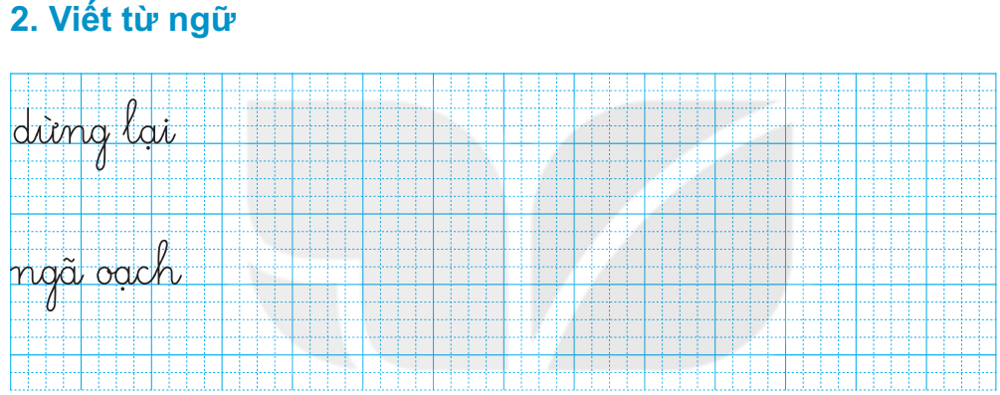 2. Viết từ ngữ
dừng lại
ngã oạch